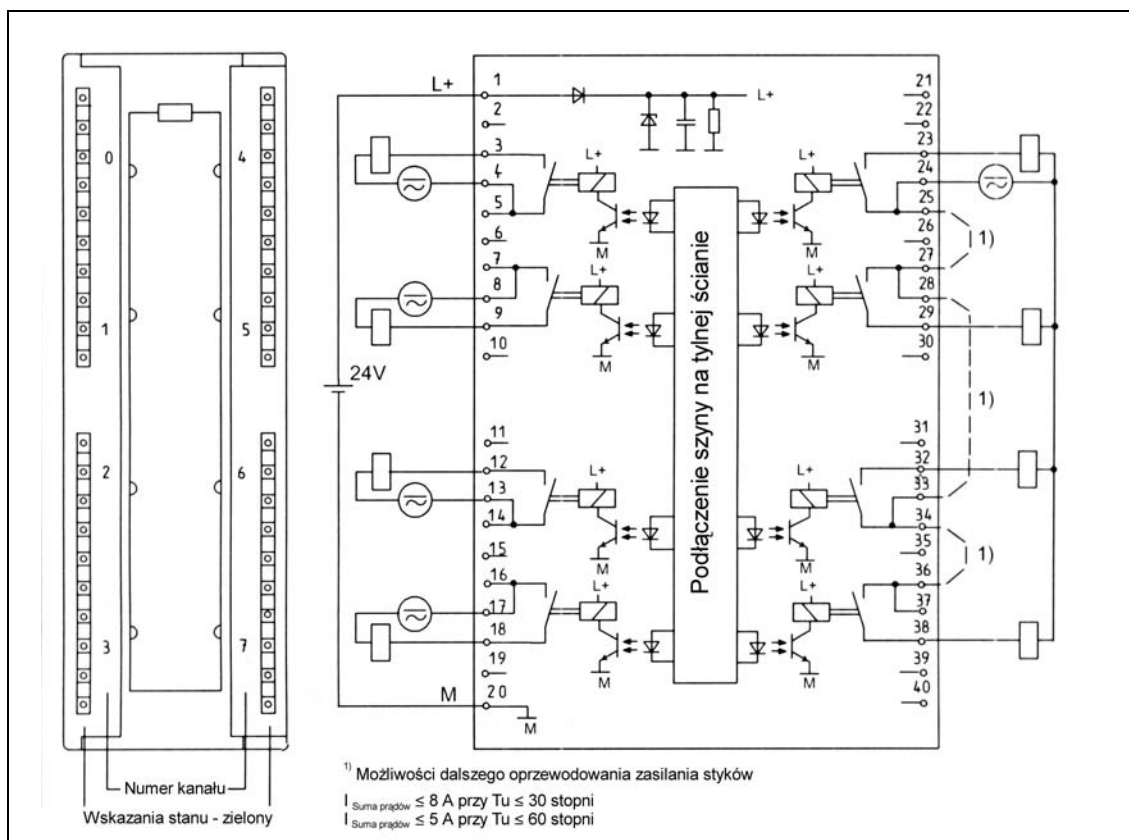 L+
1
2
3
4
5
6
7
8
9
10
11
12
13
14
15
16
17
18
19
20
M
M
24V
21
22
23
24
25
26
27
28
29
30
31
32
33
34
35
36
37
38
39
40
L+
L+
M
L+
M
L+
M
L+
M
L+
M
L+
M
L+
M
L+
M
1)
1)
1)
Podłączenie szyny na tylnej ścianie
0
1
2
3
4
5
6
7
Numer kanału
Wskazania stanu - zielony
1) Możliwości dalszego oprzewodowania zasilania styków
I Suma prądów ≤ 8 A przy Tu ≤ 30 stopni
I Suma prądów ≤ 5 A przy Tu ≤ 60 stopni